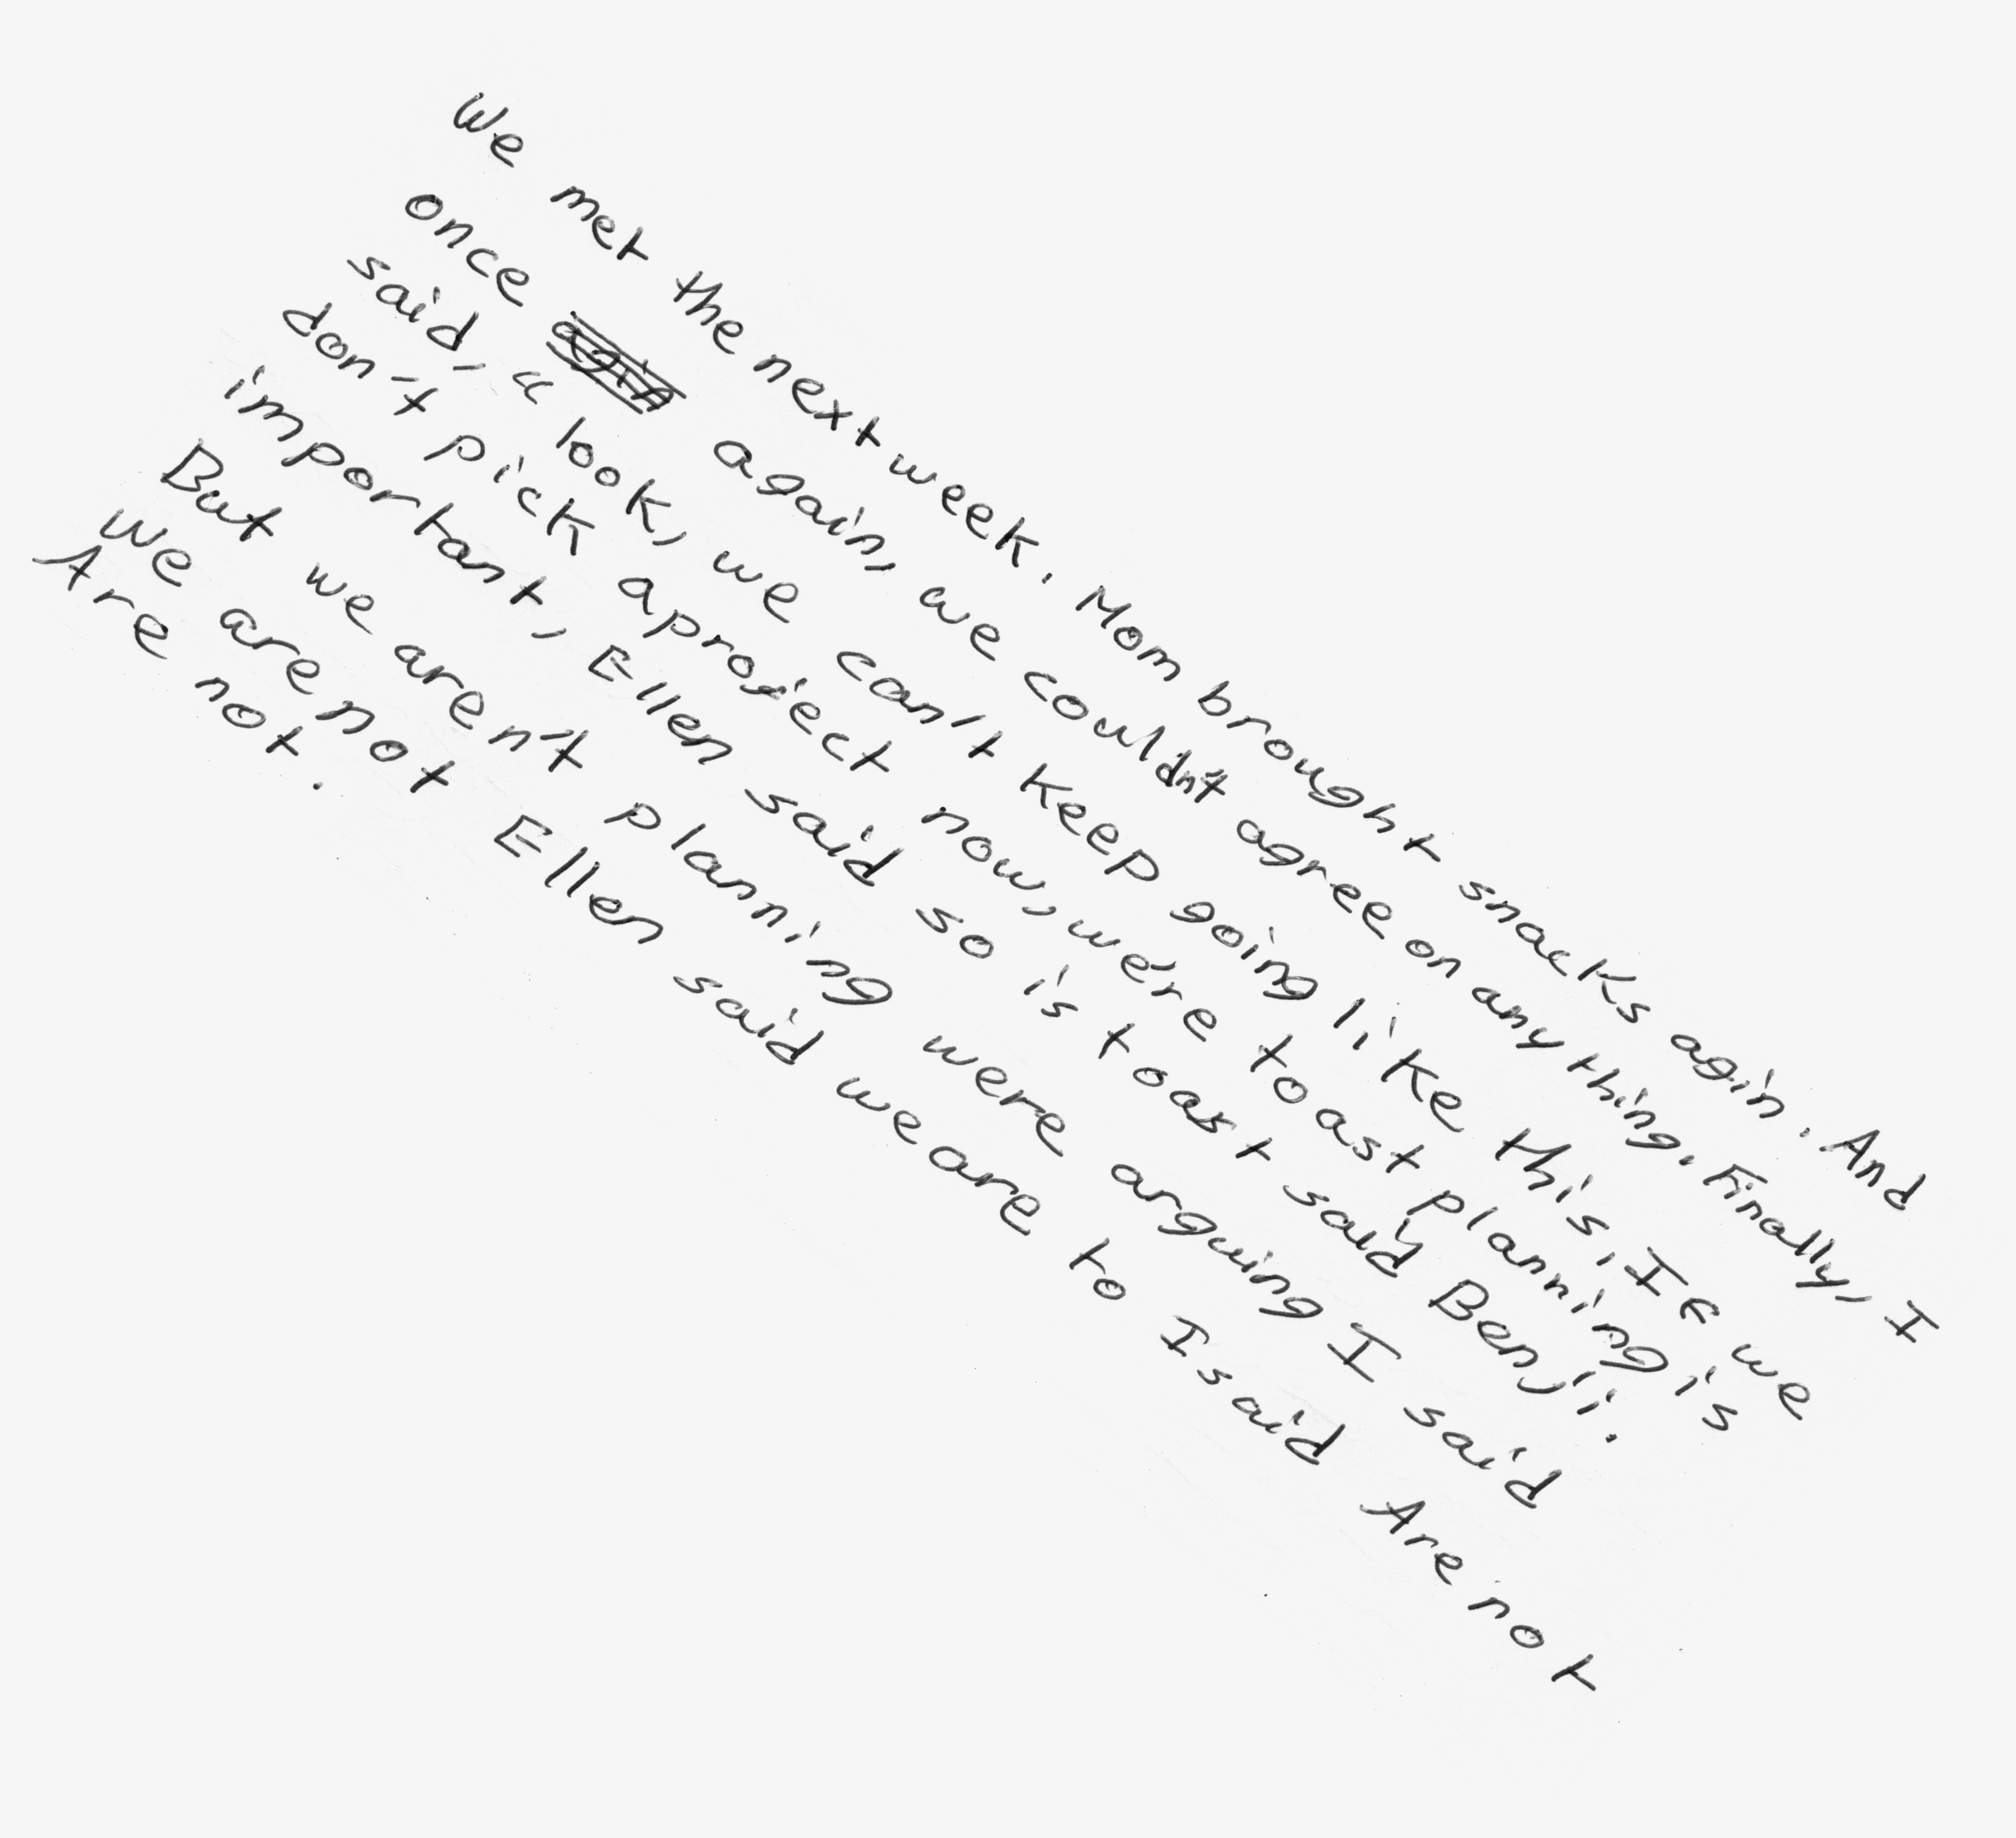 We met the next week. Mom brought snacks agin. And
once again, we couldn't agree on any thing. Finally, I
said, "look, we can't keep going like this, If we
don't pick a project now, we're toast planning is
important, Ellen said so is toast said Benji.
But we aren't planning were arguing I said
we are not Ellen said we are to I said Are not
Are not.